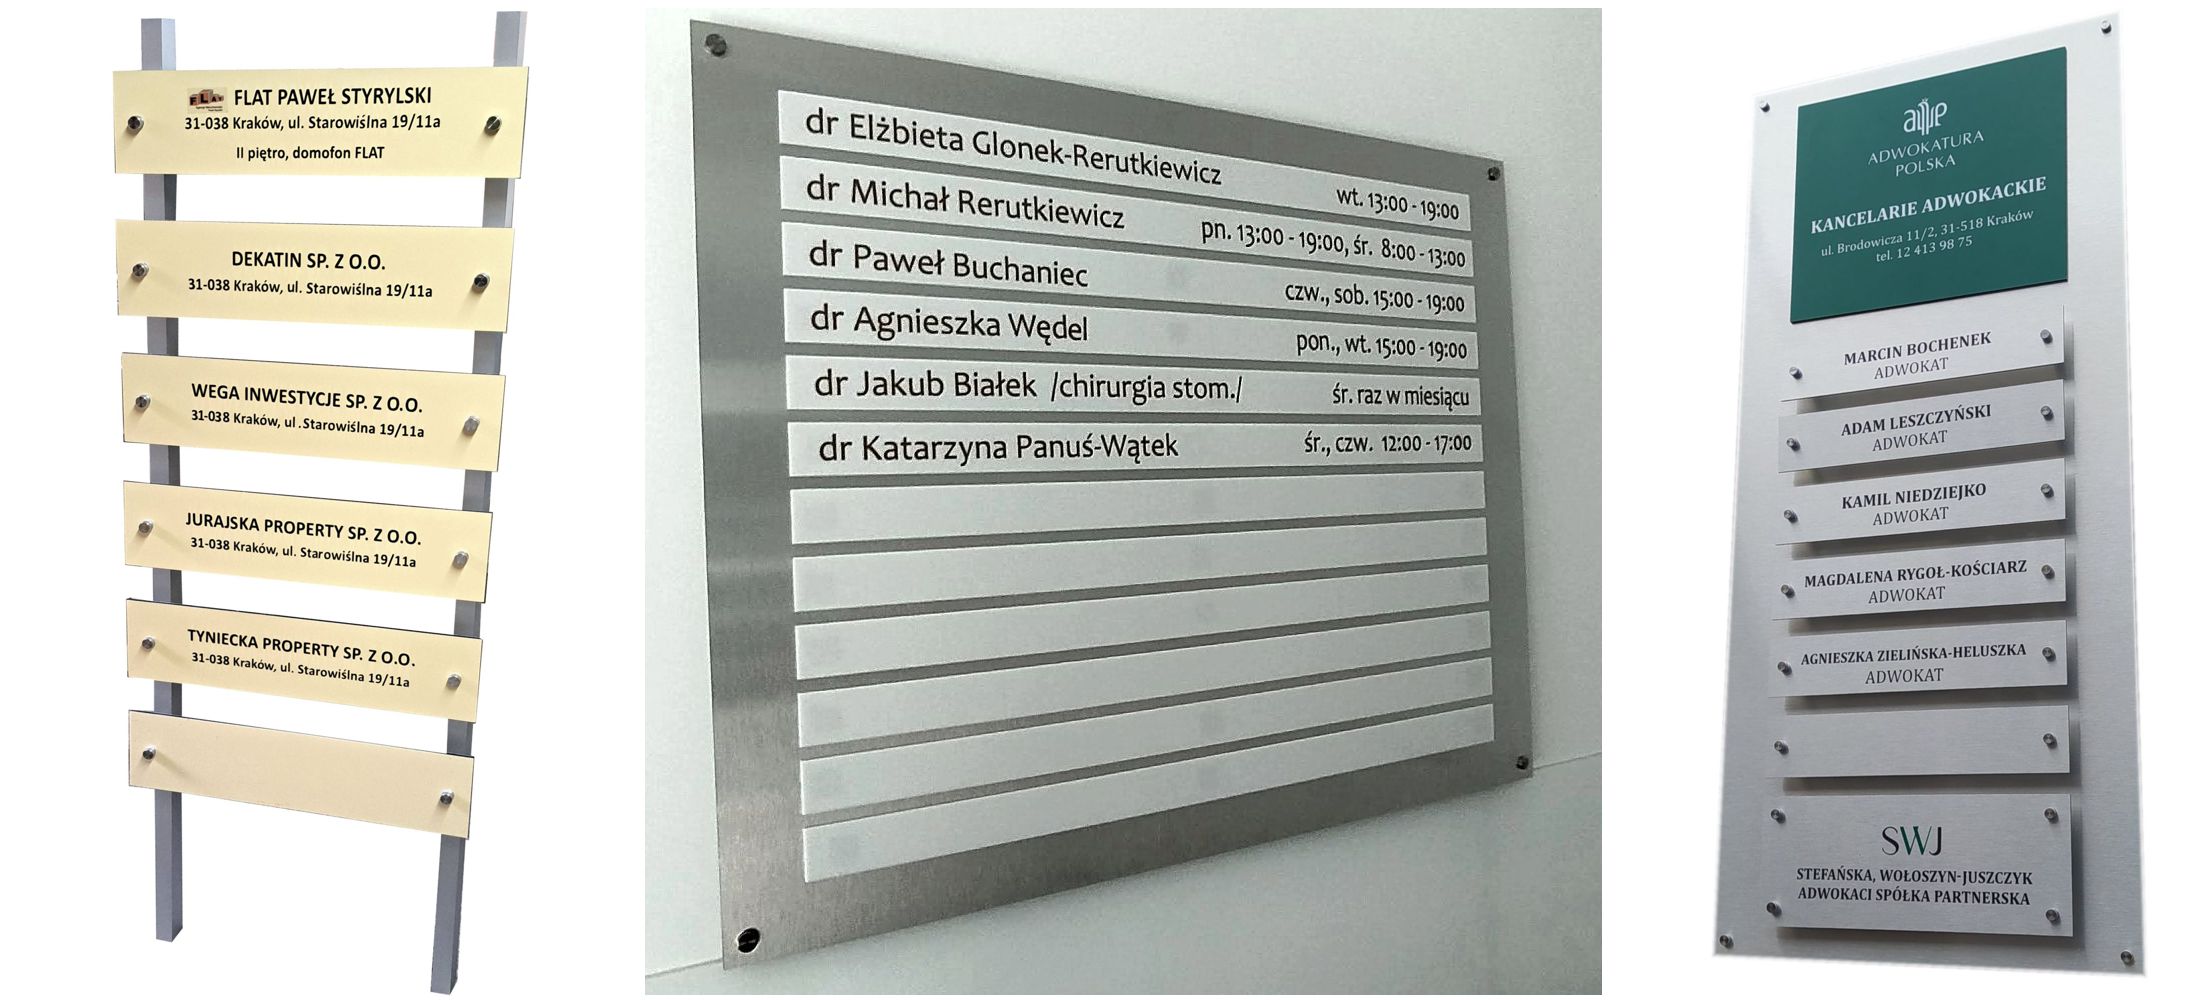 FLAT
FLAT PAWEŁ STYRYLSKI
31-038 Kraków, ul. Starowiślna 19/11a
II piętro, domofon FLAT
DEKATIN SP. Z O.O.
31-038 Kraków, ul. Starowiślna 19/11a
WEGA INWESTYCJE SP. Z O.O.
31-038 Kraków, ul .Starowiślna 19/11a
JURAJSKA PROPERTY SP. Z O.O.
31-038 Kraków, ul. Starowiślna 19/11a
TYNIECKA PROPERTY SP. Z O.O.
31-038 Kraków, ul. Starowiślna 19/11a
dr Elżbieta Glonek-Rerutkiewicz wt. 13:00 - 19:00
dr Michał Rerutkiewicz pn. 13:00 - 19:00, śr. 8:00 - 13:00
dr Paweł Buchaniec czw., sob. 15:00 - 19:00
dr Agnieszka Wędel pon., wt. 15:00 - 19:00
dr Jakub Białek /chirurgia stom./ śr. raz w miesiącu
dr Katarzyna Panuś-Wątek śr., czw. 12:00 - 17:00
ADWOKATURA
POLSKA
KANCELARIE ADWOKACKIE
ul. Brodowicza 11/2, 31-518 Kraków
tel. 12 413 98 75
MARCIN BOCHENEK
ADWOKAT
ADAM LESZCZYŃSKI
ADWOKAT
KAMIL NIEDZIEJKO
ADWOKAT
MAGDALENA RYGOŁ-KOŚCIARZ
ADWOKAT
AGNIESZKA ZIELIŃSKA-HELUSZKA
ADWOKAT
SWJ
STEFAŃSKA, WOŁOSZYN-JUSZCZYK
ADWOKACI SPÓŁKA PARTNERSKA